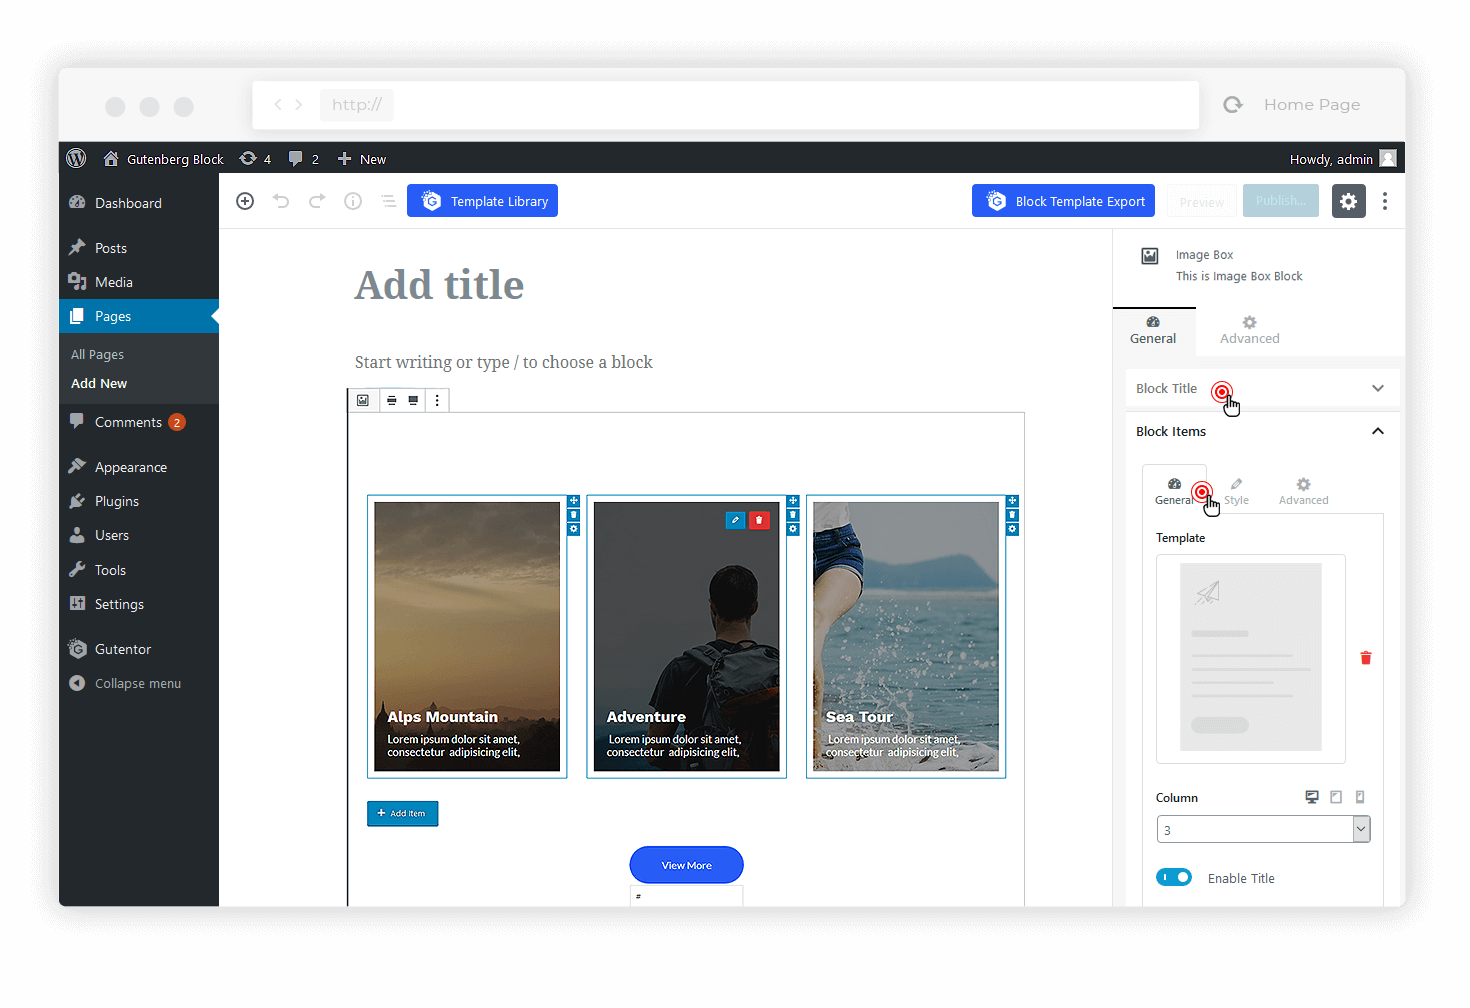 http://
Home Page
Gutenberg Block
4
2
New
Howdy, admin
Dashboard
Posts
Media
Pages
All Pages
Add New
Comments 2
Appearance
Plugins
Users
Tools
Settings
Gutentor
Collapse menu
Template Library
Block Template Export
Preview
Publish...
Add title
Start writing or type / to choose a block
Alps Mountain
Lorem ipsum dolor sit amet,
consectetur adipisicing elit,
Adventure
Lorem ipsum dolor sit amet,
consectetur adipisicing elit,
Sea Tour
Lorem ipsum dolor sit amet,
consectetur adipisicing elit,
+ Add Item
View More
#
Image Box
This is Image Box Block
General
Advanced
Block Title
Block Items
General
Style
Advanced
Template
Column
3
Enable Title